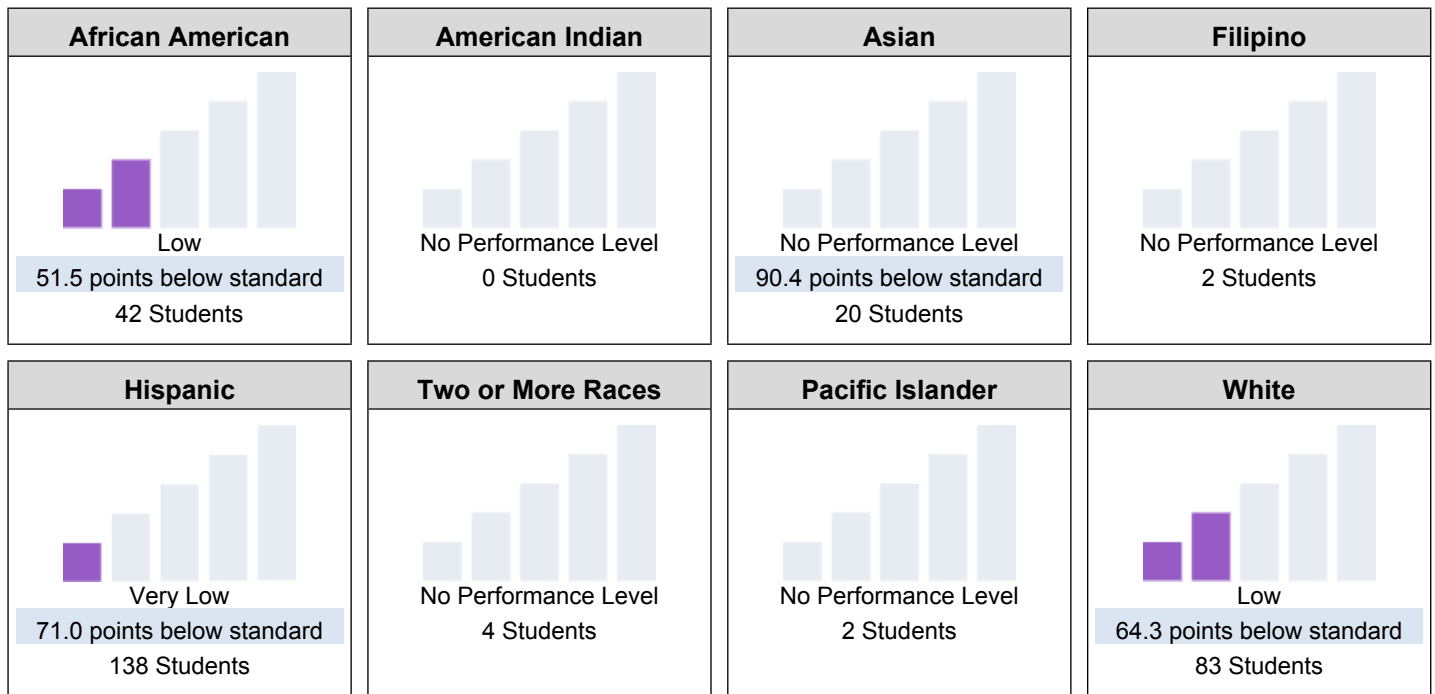 African American
Low
51.5 points below standard
42 Students
American Indian
No Performance Level
0 Students
Asian
No Performance Level
90.4 points below standard
20 Students
Filipino
No Performance Level
2 Students
Hispanic
Very Low
71.0 points below standard
138 Students
Two or More Races
No Performance Level
4 Students
Pacific Islander
No Performance Level
2 Students
White
Low
64.3 points below standard
83 Students